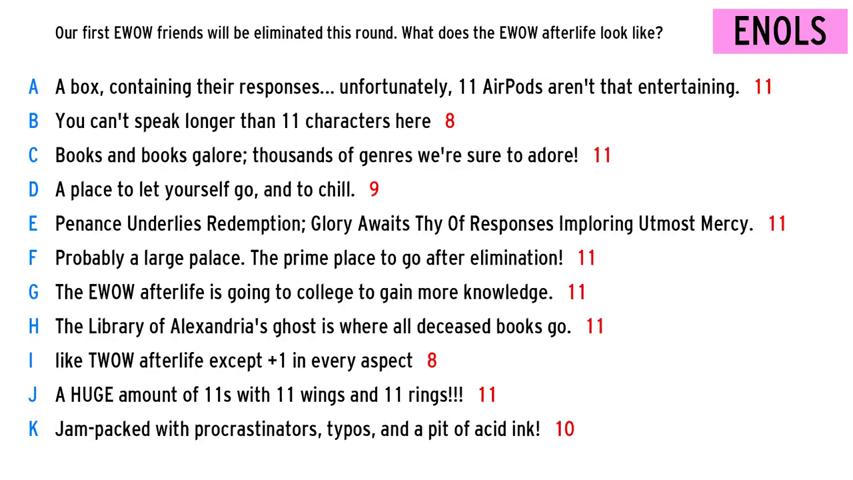 Our first EWOW friends will be eliminated this round. What does the EWOW afterlife look like?
ENOLS
A A box, containing their responses... unfortunately, 11 AirPods aren't that entertaining. 11
B You can't speak longer than 11 characters here 8
C Books and books galore; thousands of genres we're sure to adore! 11
D A place to let yourself go, and to chill. 9
E Penance Underlies Redemption; Glory Awaits Thy Of Responses Imploring Utmost Mercy. 11
F Probably a large palace. The prime place to go after elimination! 11
G The EWOW afterlife is going to college to gain more knowledge. 11
H The Library of Alexandria's ghost is where all deceased books go. 11
I like TWOW afterlife except +1 in every aspect 8
J A HUGE amount of 11s with 11 wings and 11 rings!!! 11
K Jam-packed with procrastinators, typos, and a pit of acid ink! 10